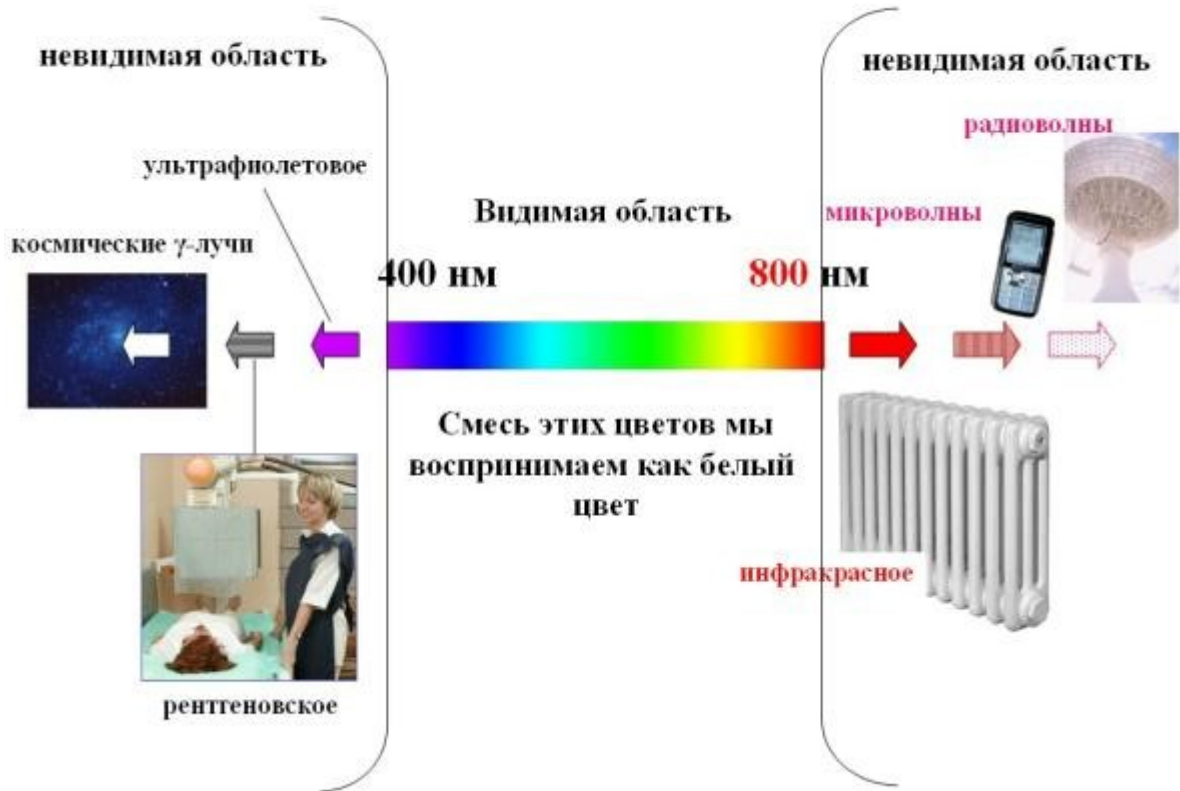 невидимая область
невидимая область
радиоволны
ультрафиолетовое
Видимая область
микроволны
космические γ-лучи
400 нм
800 нм
Смесь этих цветов мы
воспринимаем как белый
цвет
инфракрасное
рентгеновское